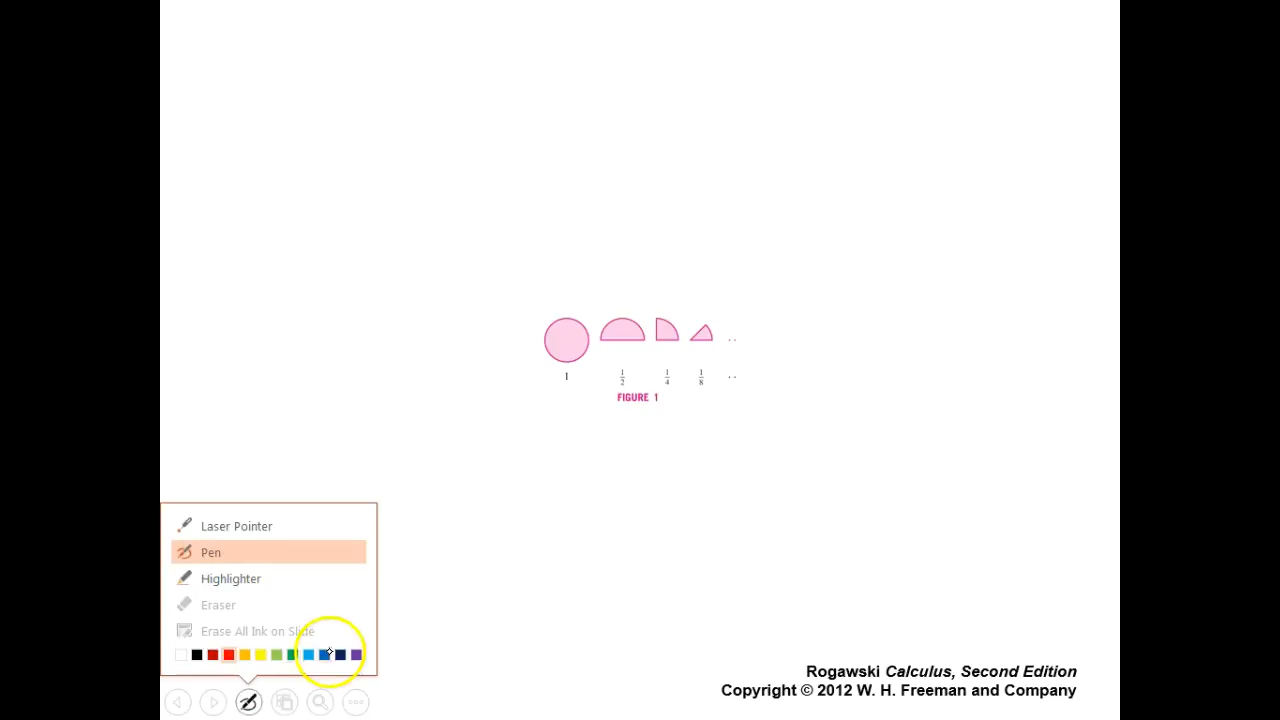 1 1/2 1/4 1/8 ..
FIGURE 1
Laser Pointer
Pen
Highlighter
Eraser
Erase All Ink on Slide
Rogawski Calculus, Second Edition
Copyright © 2012 W. H. Freeman and Company